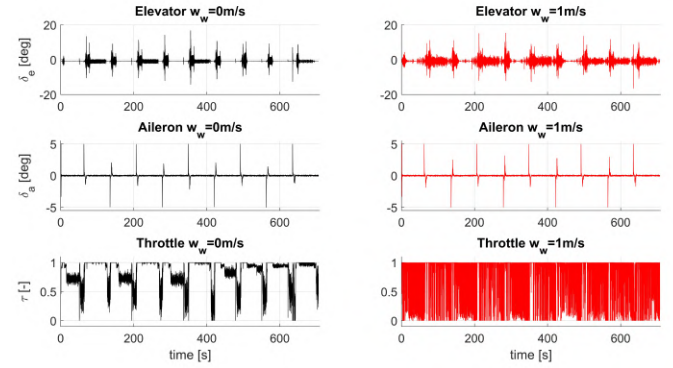 Elevator w_w=0m/s
δ_e [deg]
20
0
-20
0 200 400 600
Elevator w_w=1m/s
20
0
-20
0 200 400 600
Aileron w_w=0m/s
δ_a [deg]
5
0
-5
0 200 400 600
Aileron w_w=1m/s
5
0
-5
0 200 400 600
Throttle w_w=0m/s
τ [-]
1
0.5
0
0 200 400 600
time [s]
Throttle w_w=1m/s
1
0.5
0
0 200 400 600
time [s]